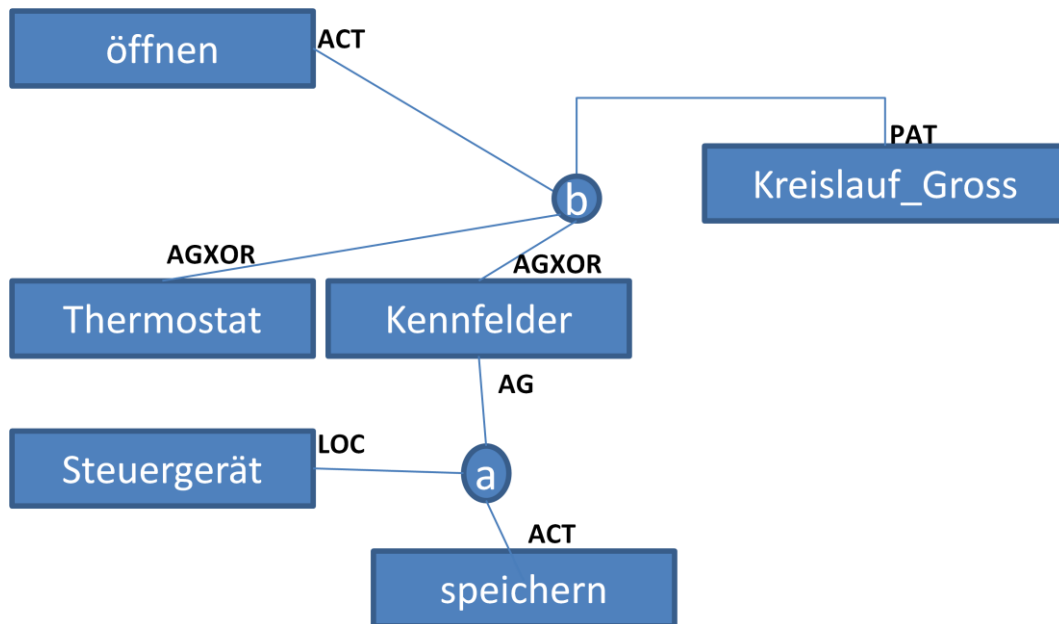 öffnen
ACT
PAT
Kreislauf_Gross
b
AGXOR
AGXOR
Thermostat
Kennfelder
AG
LOC
Steuergerät
a
ACT
speichern